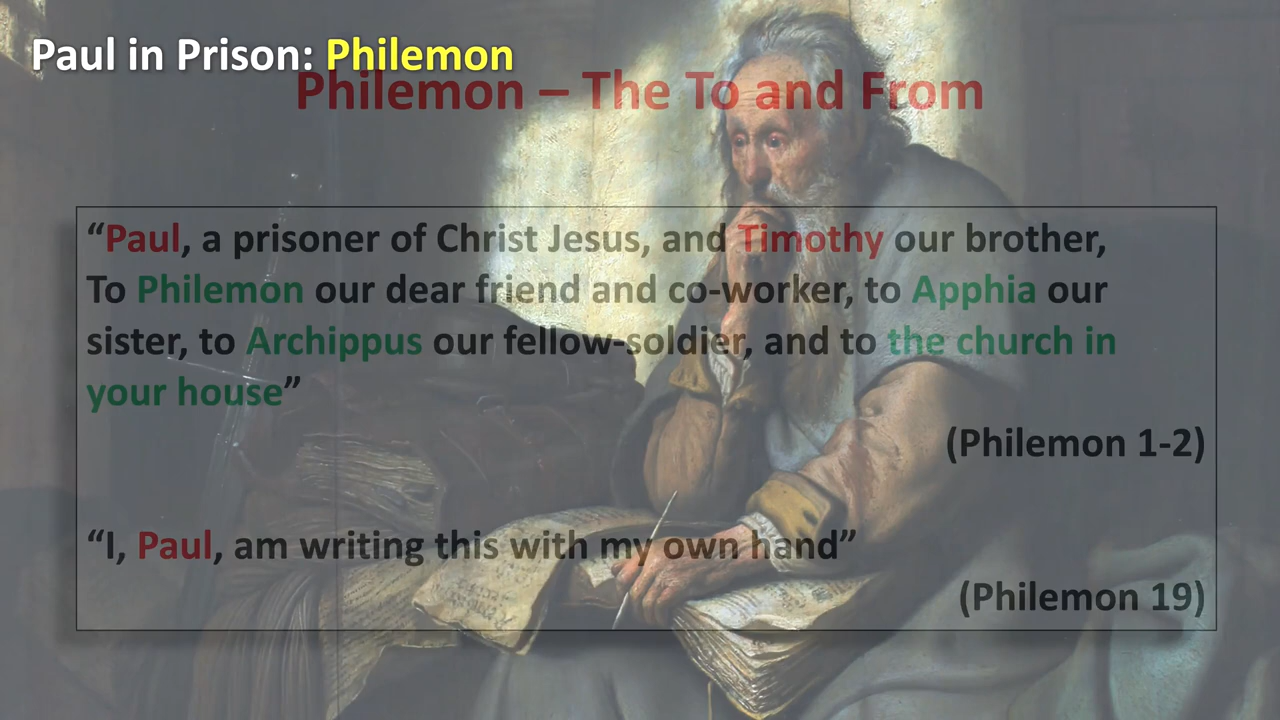 Paul in Prison: Philemon
Philemon – The To and From
“Paul, a prisoner of Christ Jesus, and Timothy our brother,
To Philemon our dear friend and co-worker, to Apphia our
sister, to Archippus our fellow-soldier, and to the church in
your house”
(Philemon 1-2)
“I, Paul, am writing this with my own hand”
(Philemon 19)